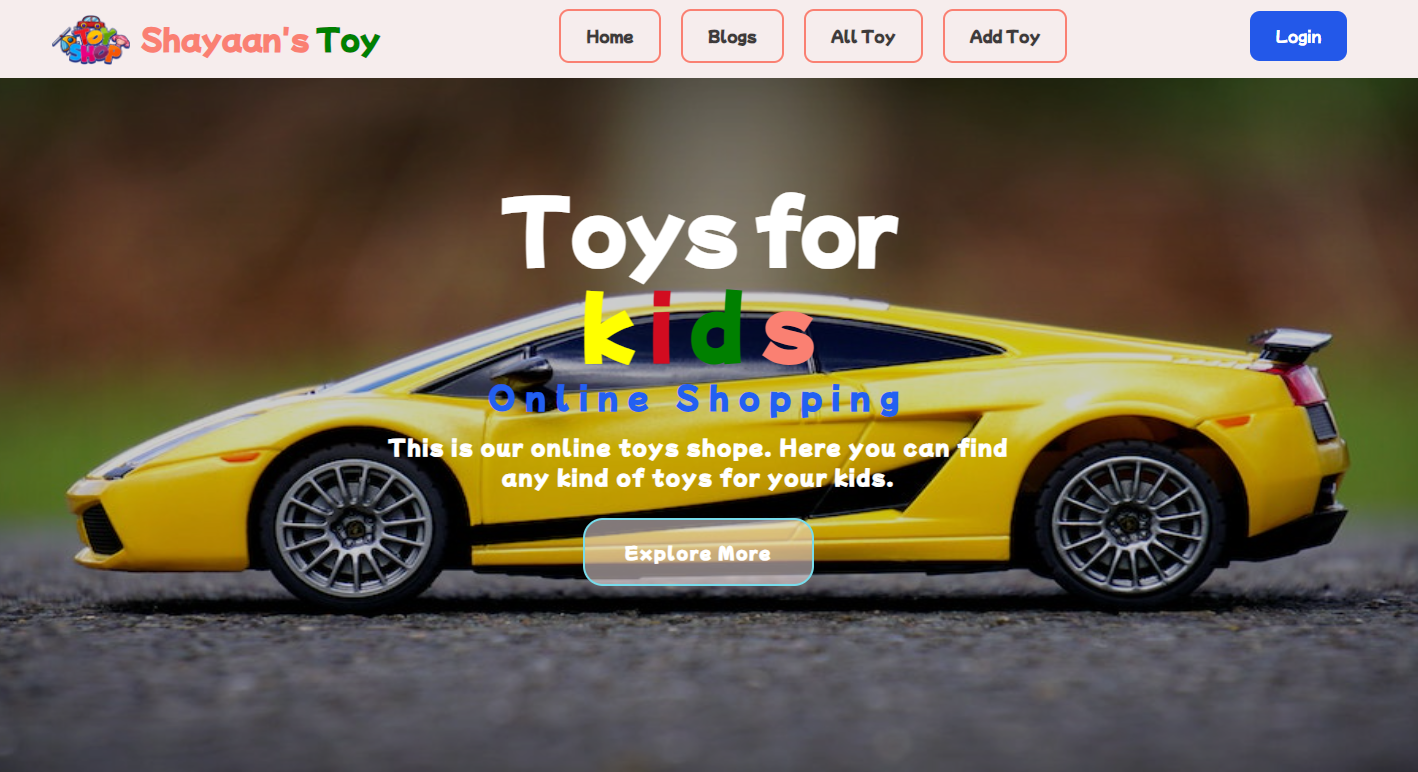 TOY SHOP
Shayaan's Toy
Home
Blogs
All Toy
Add Toy
Login
Toys for
kids
Online Shopping
This is our online toys shope. Here you can find
any kind of toys for your kids.
Explore More